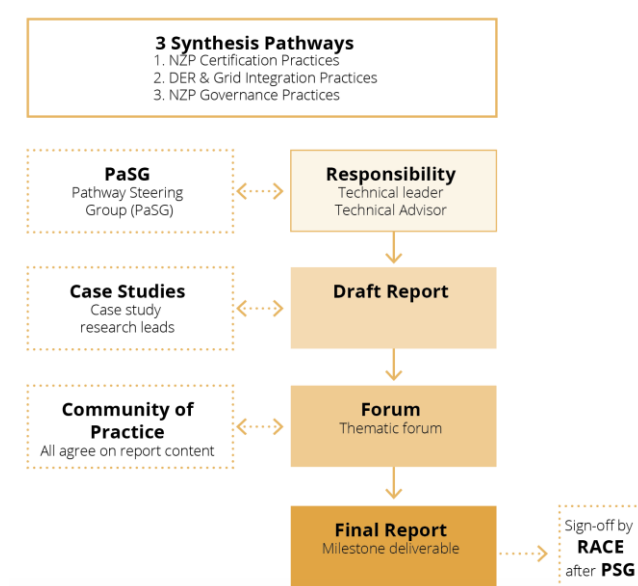 3 Synthesis Pathways
1. NZP Certification Practices
2. DER & Grid Integration Practices
3. NZP Governance Practices
PaSG
Pathway Steering
Group (PaSG)
Responsibility
Technical leader
Technical Advisor
Case Studies
Case study
research leads
Draft Report
Community of
Practice
All agree on report content
Forum
Thematic forum
Final Report
Milestone deliverable
Sign-off by
RACE
after PSG